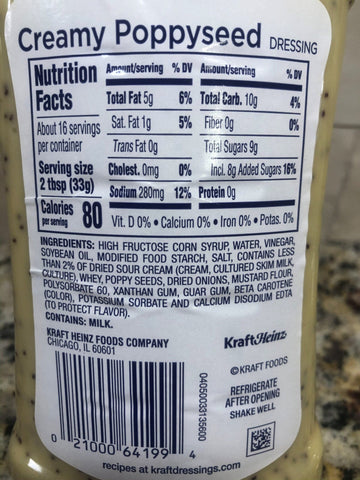 Creamy Poppyseed DRESSING
Nutrition Facts
About 16 servings per container
Serving size 2 tbsp (33g)
Calories per serving 80
Amount/serving % DV
Total Fat 5g 6%
Sat. Fat 1g 5%
Trans Fat 0g
Cholest. 0mg 0%
Sodium 280mg 12%
Amount/serving % DV
Total Carb. 10g 4%
Fiber 0g 0%
Total Sugars 9g
Incl. 8g Added Sugars 16%
Protein 0g
Vit. D 0% • Calcium 0% • Iron 0% • Potas. 0%
INGREDIENTS: HIGH FRUCTOSE CORN SYRUP, WATER, VINEGAR,
SOYBEAN OIL, MODIFIED FOOD STARCH, SALT, CONTAINS LESS
THAN 2% OF DRIED SOUR CREAM (CREAM, CULTURED SKIM MILK,
CULTURE), WHEY, POPPY SEEDS, DRIED ONIONS, MUSTARD FLOUR,
POLYSORBATE 60, XANTHAN GUM, GUAR GUM, BETA CAROTENE
(COLOR), POTASSIUM SORBATE AND CALCIUM DISODIUM EDTA
(TO PROTECT FLAVOR).
CONTAINS: MILK.
KRAFT HEINZ FOODS COMPANY
CHICAGO, IL 60601
KraftHeinz
© KRAFT FOODS
REFRIGERATE
AFTER OPENING
SHAKE WELL
0405003313560​0
0 21000 64199 4
recipes at kraftdressings.com